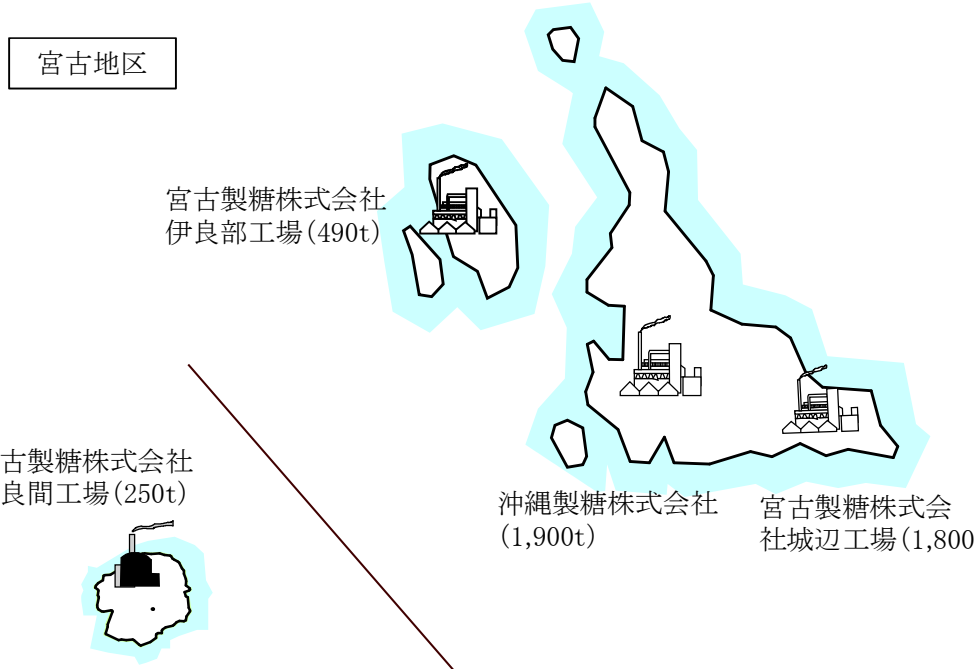 宮古地区
宮古製糖株式会社
伊良部工場(490t)
古製糖株式会社
良間工場(250t)
沖縄製糖株式会社
(1,900t)
宮古製糖株式会
社城辺工場(1,800